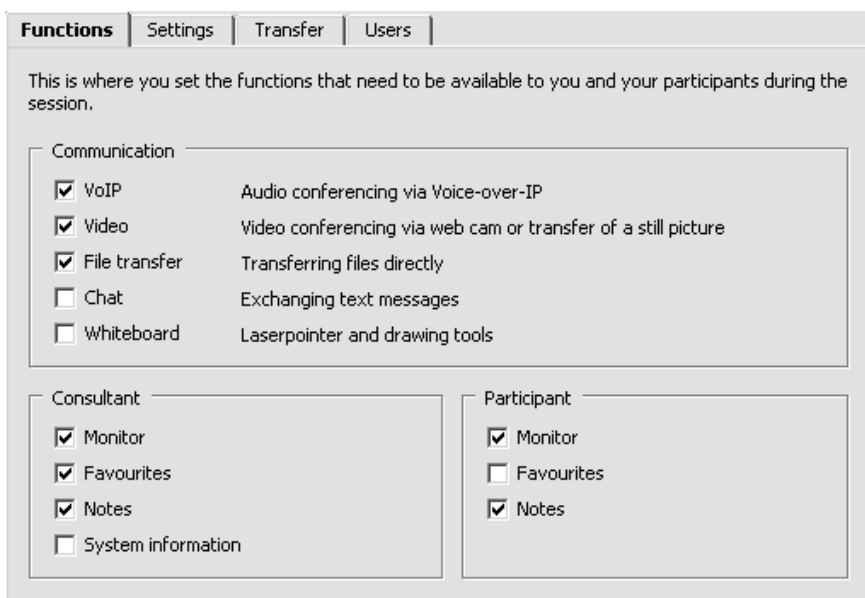 Functions Settings Transfer Users
This is where you set the functions that need to be available to you and your participants during the
session.
Communication
VoIP Audio conferencing via Voice-over-IP
Video Video conferencing via web cam or transfer of a still picture
File transfer Transferring files directly
Chat Exchanging text messages
Whiteboard Laserpointer and drawing tools
Consultant
Monitor
Favourites
Notes
System information
Participant
Monitor
Favourites
Notes